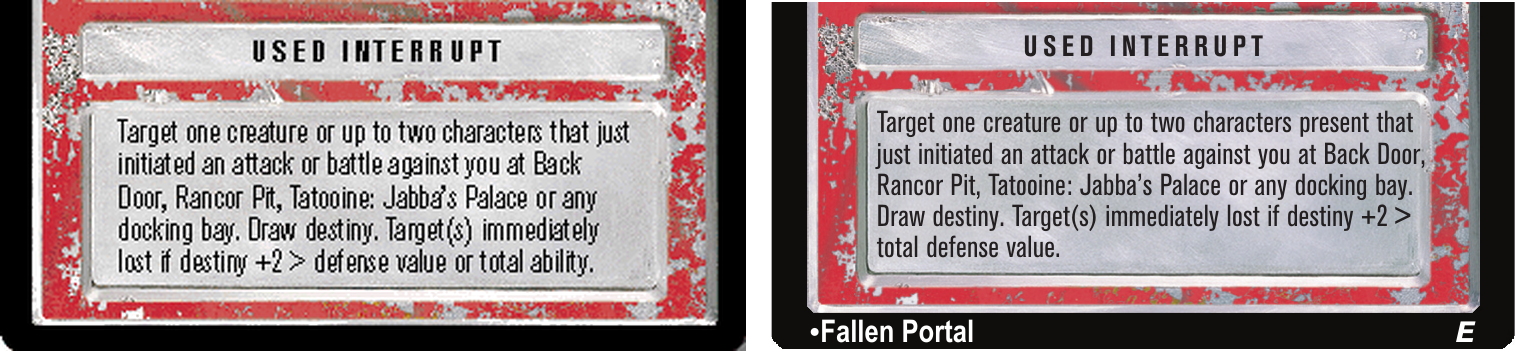 USED INTERRUPT
Target one creature or up to two characters that just
initiated an attack or battle against you at Back
Door, Rancor Pit, Tatooine: Jabba's Palace or any
docking bay. Draw destiny. Target(s) immediately
lost if destiny +2 > defense value or total ability.
USED INTERRUPT
Target one creature or up to two characters present that
just initiated an attack or battle against you at Back Door,
Rancor Pit, Tatooine: Jabba's Palace or any docking bay.
Draw destiny. Target(s) immediately lost if destiny +2 >
total defense value.
•Fallen Portal
E